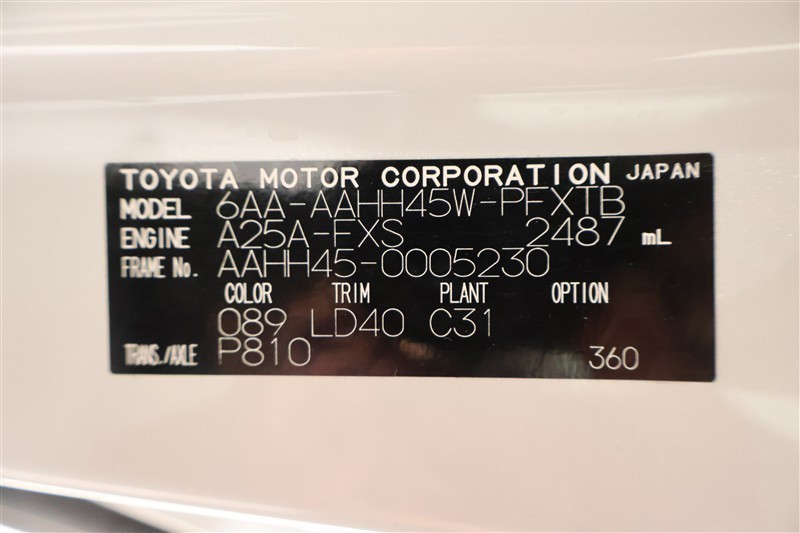 TOYOTA MOTOR CORPORATION JAPAN
MODEL 6AA-AAHH45W-PFXTB
ENGINE A25A-FXS 2487 mL
FRAME No. AAHH45-0005230
COLOR TRIM PLANT OPTION
089 LD40 C31
TRANS./AXLE P810 360